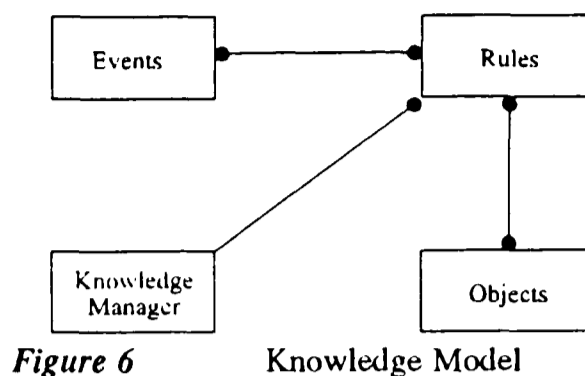 Events
Rules
Knowledge
Manager
Objects
Figure 6 Knowledge Model